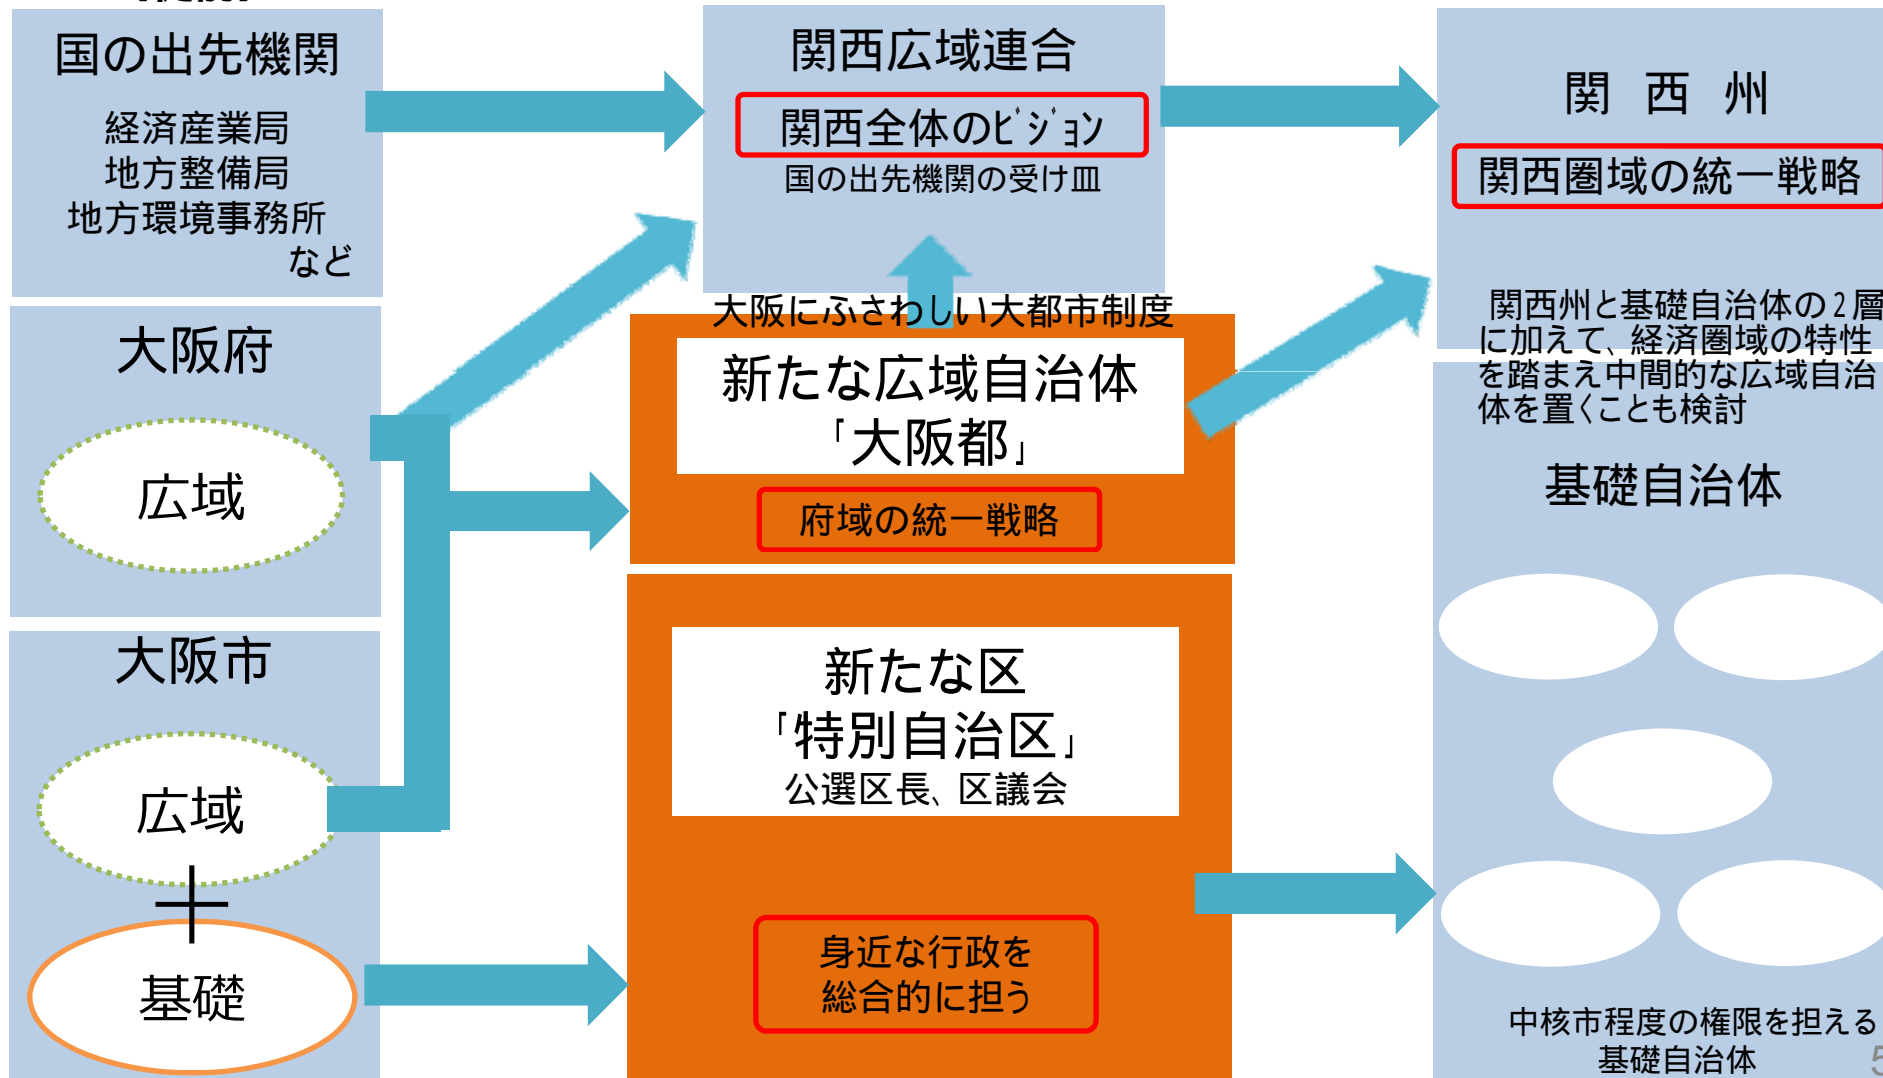 国の出先機関
経済産業局
地方整備局
地方環境事務所
など
大阪府
広域
大阪市
広域
＋
基礎
関西広域連合
関西全体のﾋﾞｼﾞｮﾝ
国の出先機関の受け皿
大阪にふさわしい大都市制度
新たな広域自治体
「大阪都」
府域の統一戦略
新たな区
「特別自治区」
公選区長、区議会
身近な行政を
総合的に担う
関 西 州
関西圏域の統一戦略
関西州と基礎自治体の２層
に加えて、経済圏域の特性
を踏まえ中間的な広域自治
体を置くことも検討
基礎自治体
中核市程度の権限を担える
基礎自治体
5